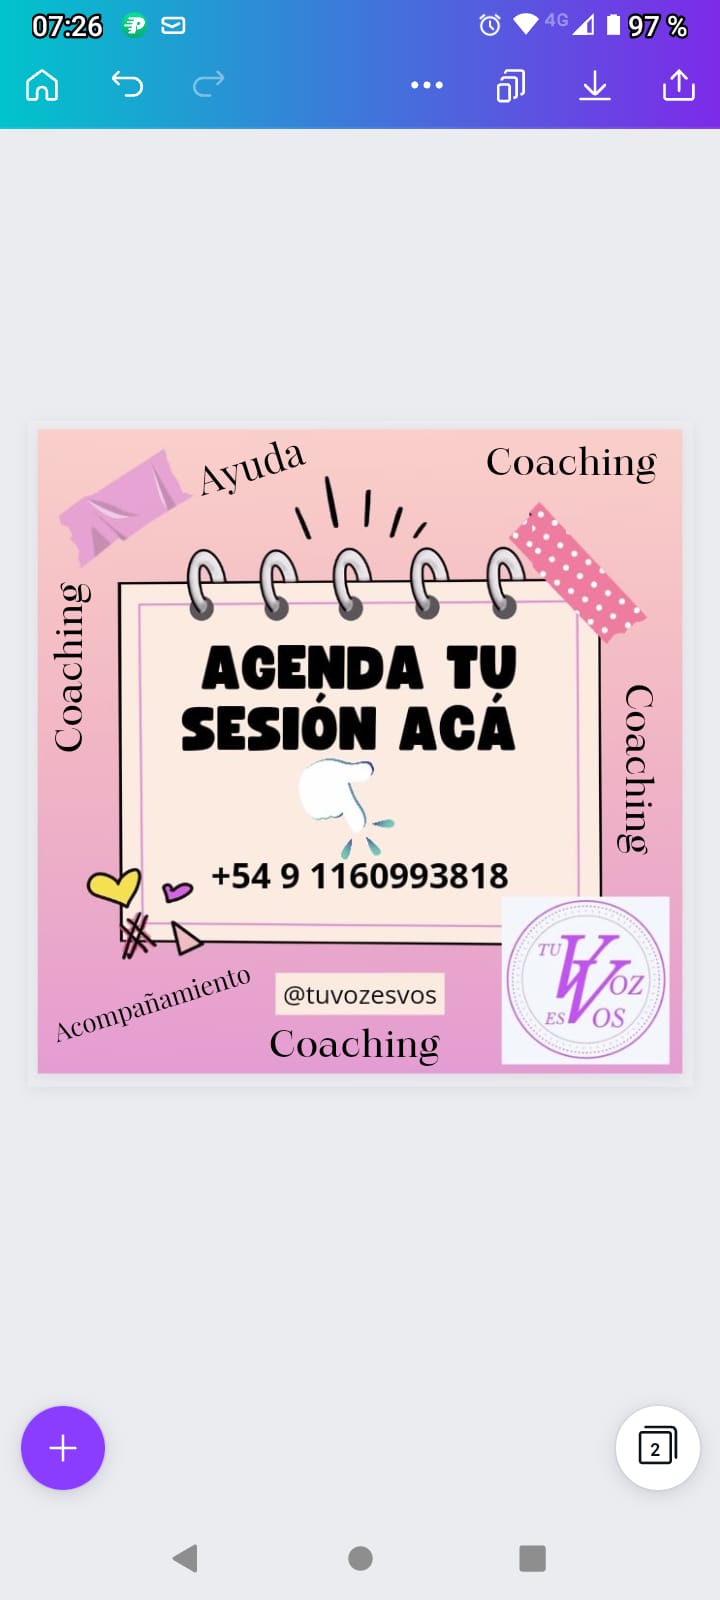 07:26
4G
97 %
Ayuda
Coaching
Coaching
AGENDA TU
SESIÓN ACÁ
Coaching
+54 9 1160993818
TU VOZ
ES VOS
Acompañamiento
@tuvozesvos
Coaching
2